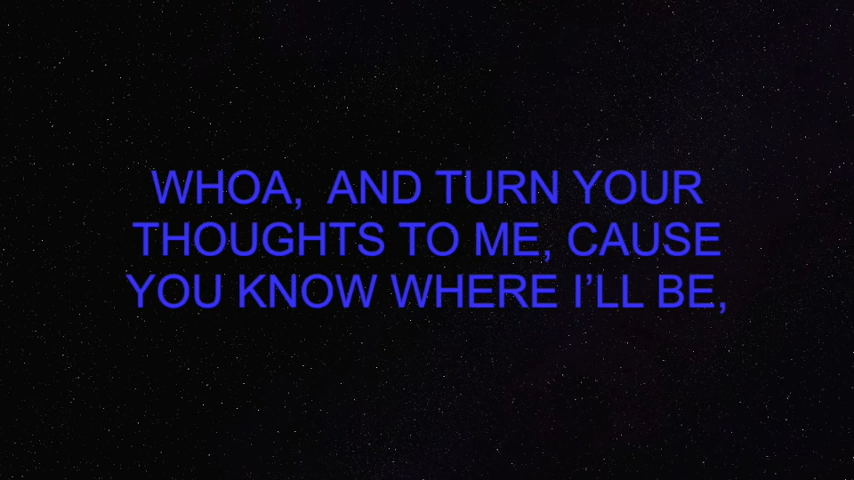 WHOA,  AND TURN YOUR
THOUGHTS TO ME, CAUSE
YOU KNOW WHERE I’LL BE,